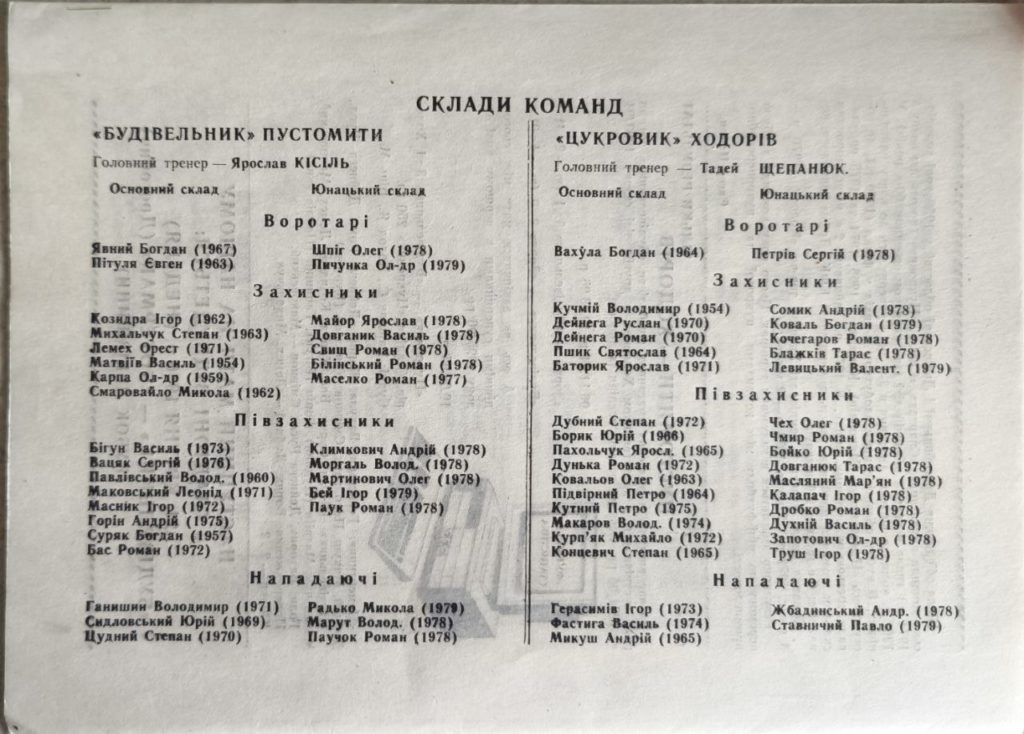 СКЛАДИ КОМАНД
«БУДІВЕЛЬНИК» ПУСТОМИТИ
Головний тренер — Ярослав КІСІЛЬ
Основний склад Юнацький склад
Воротарі
Явний Богдан (1967) Шпіг Олег (1978)
Пітуля Євген (1963) Пичунка Ол-др (1979)
Захисники
Козидра Ігор (1962) Майор Ярослав (1978)
Михальчук Степан (1963) Довганик Василь (1978)
Лемех Орест (1971) Свищ Роман (1978)
Матвіїв Василь (1954) Білінський Роман (1978)
Карпа Ол-др (1959) Маселко Роман (1977)
Смаровайло Микола (1962)
Півзахисники
Бігун Василь (1973) Климкович Андрій (1978)
Вацяк Сергій (1976) Моргаль Волод. (1978)
Павлівський Волод. (1960) Мартинович Олег (1978)
Маковський Леонід (1971) Бей Ігор (1979)
Масник Ігор (1972) Паук Роман (1978)
Горін Андрій (1975)
Суряк Богдан (1957)
Бас Роман (1972)
Нападаючі
Ганишин Володимир (1971) Радько Микола (1979)
Сидловський Юрій (1969) Марут Волод. (1978)
Цудний Степан (1970) Паучок Роман (1978)
«ЦУКРОВИК» ХОДОРІВ
Головний тренер — Тадей ЩЕПАНЮК.
Основний склад Юнацький склад
Воротарі
Вахула Богдан (1964) Петрів Сергій (1978)
Захисники
Кучмій Володимир (1954) Сомик Андрій (1978)
Дейнега Руслан (1970) Коваль Богдан (1979)
Дейнега Роман (1970) Кочегаров Роман (1978)
Пшик Святослав (1964) Блажків Тарас (1978)
Баторик Ярослав (1971) Левицький Валент. (1979)
Півзахисники
Дубний Степан (1972) Чех Олег (1978)
Борик Юрій (1966) Чмир Роман (1978)
Пахольчук Яросл. (1965) Бойко Юрій (1978)
Дунька Роман (1972) Довганюк Тарас (1978)
Ковальов Олег (1963) Масляний Мар'ян (1978)
Підвірний Петро (1964) Калапач Ігор (1978)
Кутний Петро (1975) Дробко Роман (1978)
Макаров Волод. (1974) Духній Василь (1978)
Курп'як Михайло (1972) Запотович Ол-др (1978)
Концевич Степан (1965) Труш Ігор (1978)
Нападаючі
Герасимів Ігор (1973) Жбадинський Андр. (1978)
Фастига Василь (1974) Ставничий Павло (1979)
Микуш Андрій (1965)